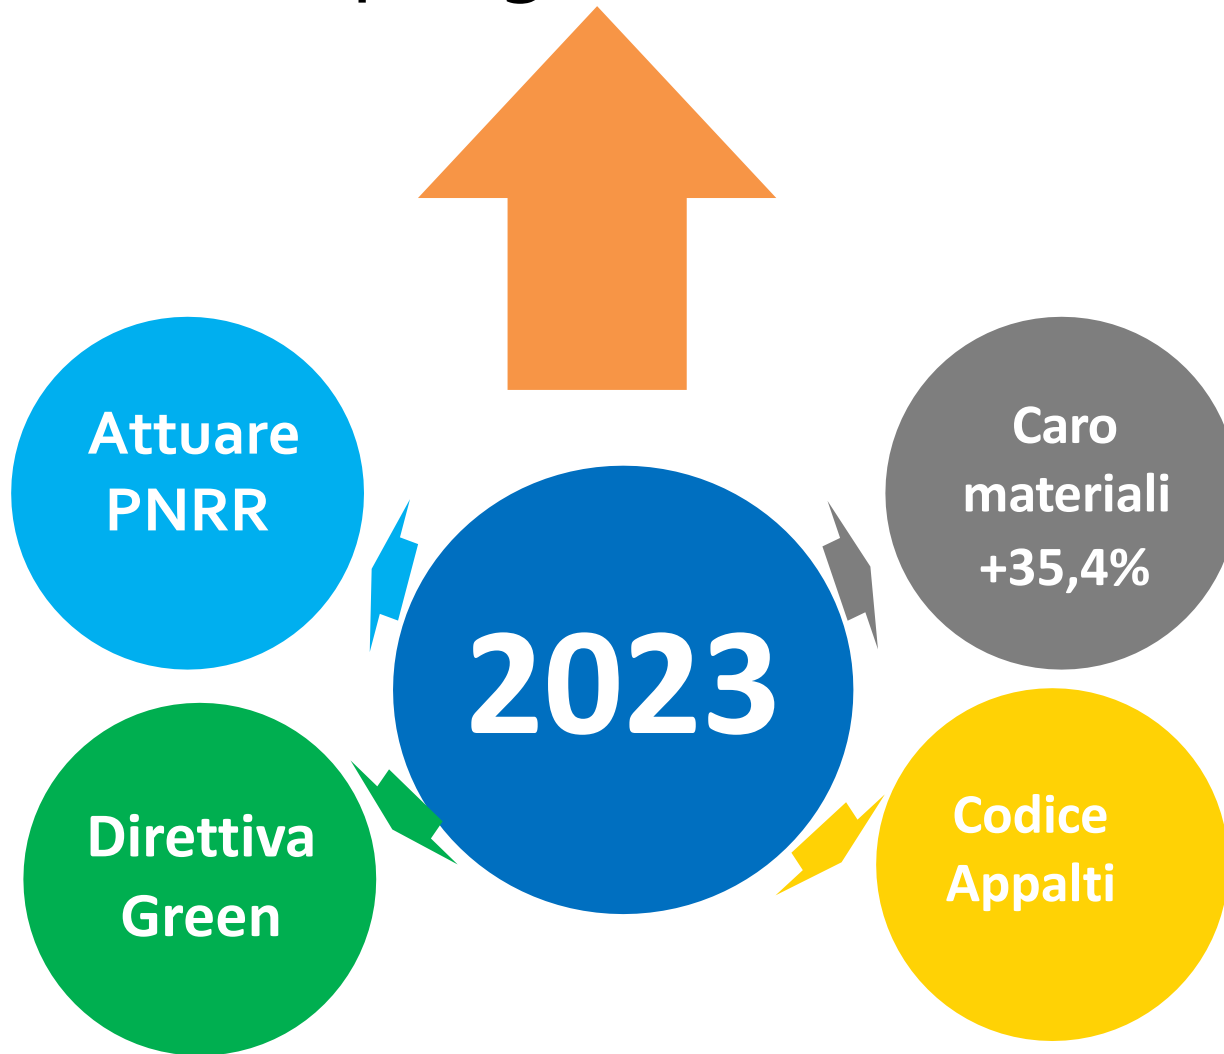 Attuare
PNRR
Caro
materiali
+35,4%
2023
Direttiva
Green
Codice
Appalti